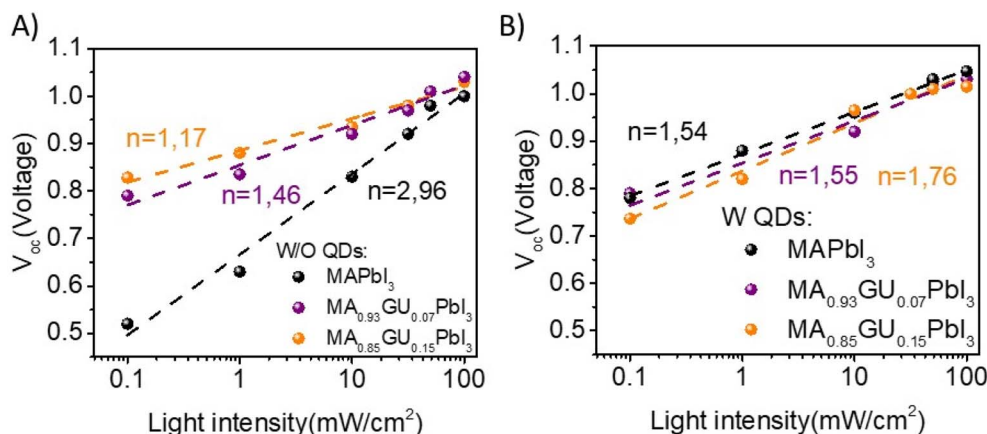 A)
1.1
1.0
0.9
0.8
0.7
0.6
0.5
V_oc(Voltage)
n=1,17
n=1,46
n=2,96
W/O QDs:
MAPbI₃
MA₀.₉₃GU₀.₀₇PbI₃
MA₀.₈₅GU₀.₁₅PbI₃
0.1 1 10 100
Light intensity(mW/cm²)
B)
1.1
1.0
0.9
0.8
0.7
0.6
0.5
V_oc(Voltage)
n=1,54
n=1,55 n=1,76
W QDs:
MAPbI₃
MA₀.₉₃GU₀.₀₇PbI₃
MA₀.₈₅GU₀.₁₅PbI₃
0.1 1 10 100
Light intensity(mW/cm²)